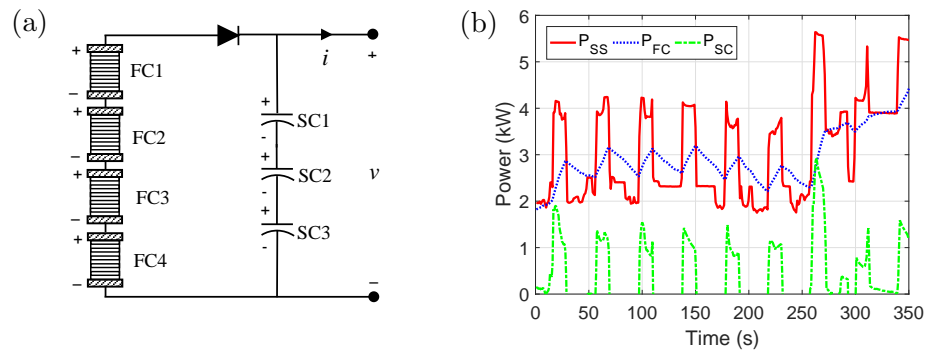 (a)
+
FC1
−
+
FC2
−
+
FC3
−
+
FC4
−
i
+
+
SC1
-
+
SC2
-
+
SC3
-
v
−
(b)
P_SS P_FC P_SC
Power (kW)
6
5
4
3
2
1
0
0 50 100 150 200 250 300 350
Time (s)